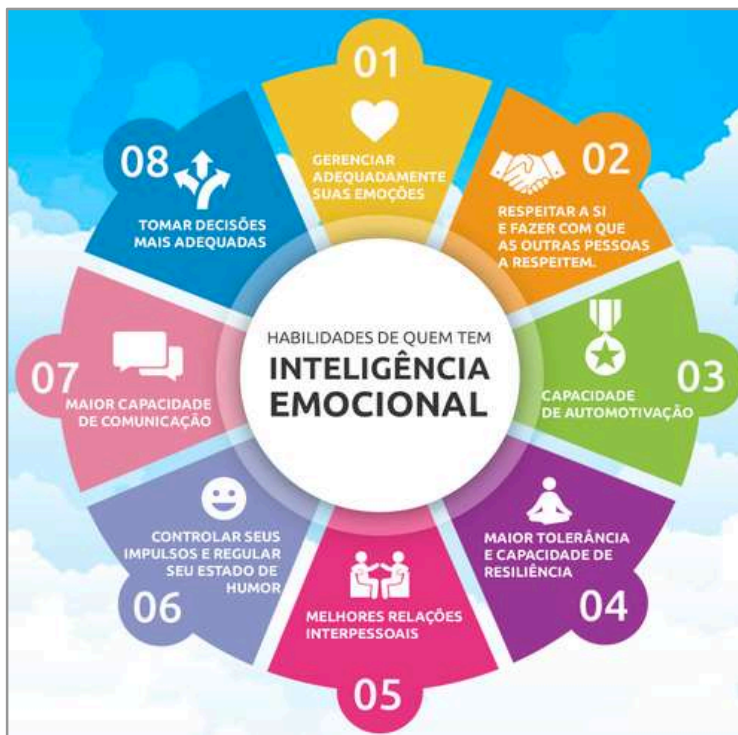 HABILIDADES DE QUEM TEM
INTELIGÊNCIA
EMOCIONAL
01
GERENCIAR
ADEQUADAMENTE
SUAS EMOÇÕES
02
RESPEITAR A SI
E FAZER COM QUE
AS OUTRAS PESSOAS
A RESPEITEM.
03
CAPACIDADE
DE AUTOMOTIVAÇÃO
04
MAIOR TOLERÂNCIA
E CAPACIDADE DE
RESILIÊNCIA
05
MELHORES RELAÇÕES
INTERPESSOAIS
06
CONTROLAR SEUS
IMPULSOS E REGULAR
SEU ESTADO DE
HUMOR
07
MAIOR CAPACIDADE
DE COMUNICAÇÃO
08
TOMAR DECISÕES
MAIS ADEQUADAS